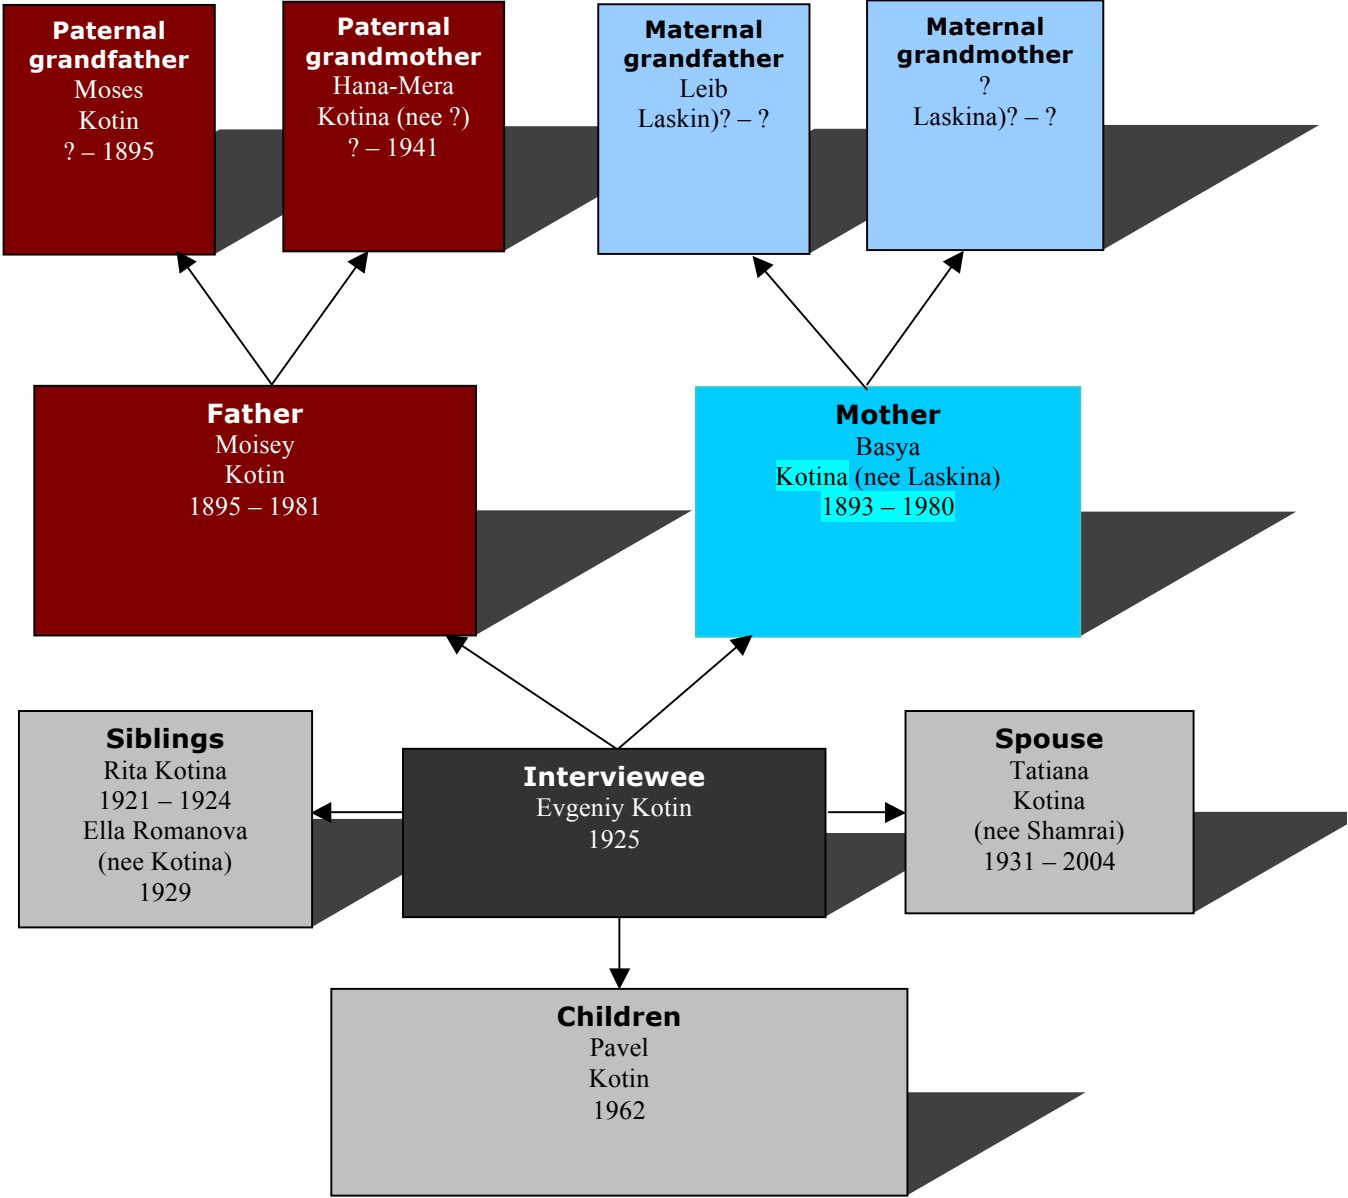 Paternal
grandfather
Moses
Kotin
? – 1895
Paternal
grandmother
Hana-Mera
Kotina (nee ?)
? – 1941
Maternal
grandfather
Leib
Laskin)? – ?
Maternal
grandmother
?
Laskina)? – ?
Father
Moisey
Kotin
1895 – 1981
Mother
Basya
Kotina (nee Laskina)
1893 – 1980
Siblings
Rita Kotina
1921 – 1924
Ella Romanova
(nee Kotina)
1929
Interviewee
Evgeniy Kotin
1925
Spouse
Tatiana
Kotina
(nee Shamrai)
1931 – 2004
Children
Pavel
Kotin
1962